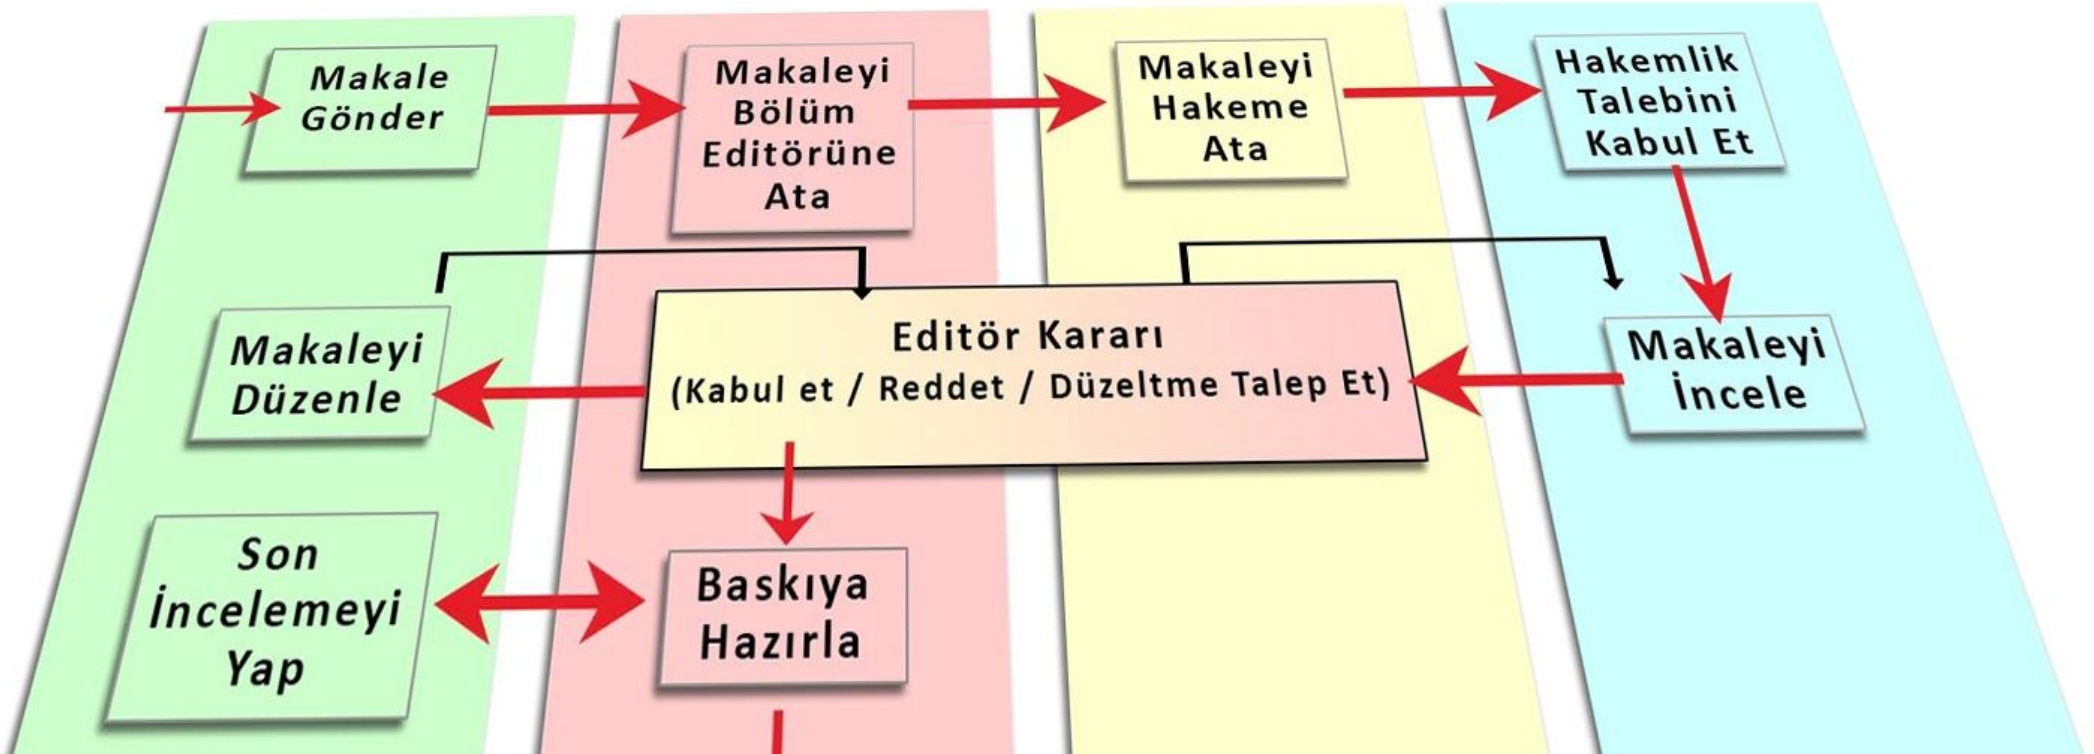 Makale
Gönder
Makaleyi
Bölüm
Editörüne
Ata
Makaleyi
Hakeme
Ata
Hakemlik
Talebini
Kabul Et
Makaleyi
Düzenle
Editör Kararı
(Kabul et / Reddet / Düzeltme Talep Et)
Makaleyi
İncele
Son
İncelemeyi
Yap
Baskıya
Hazırla